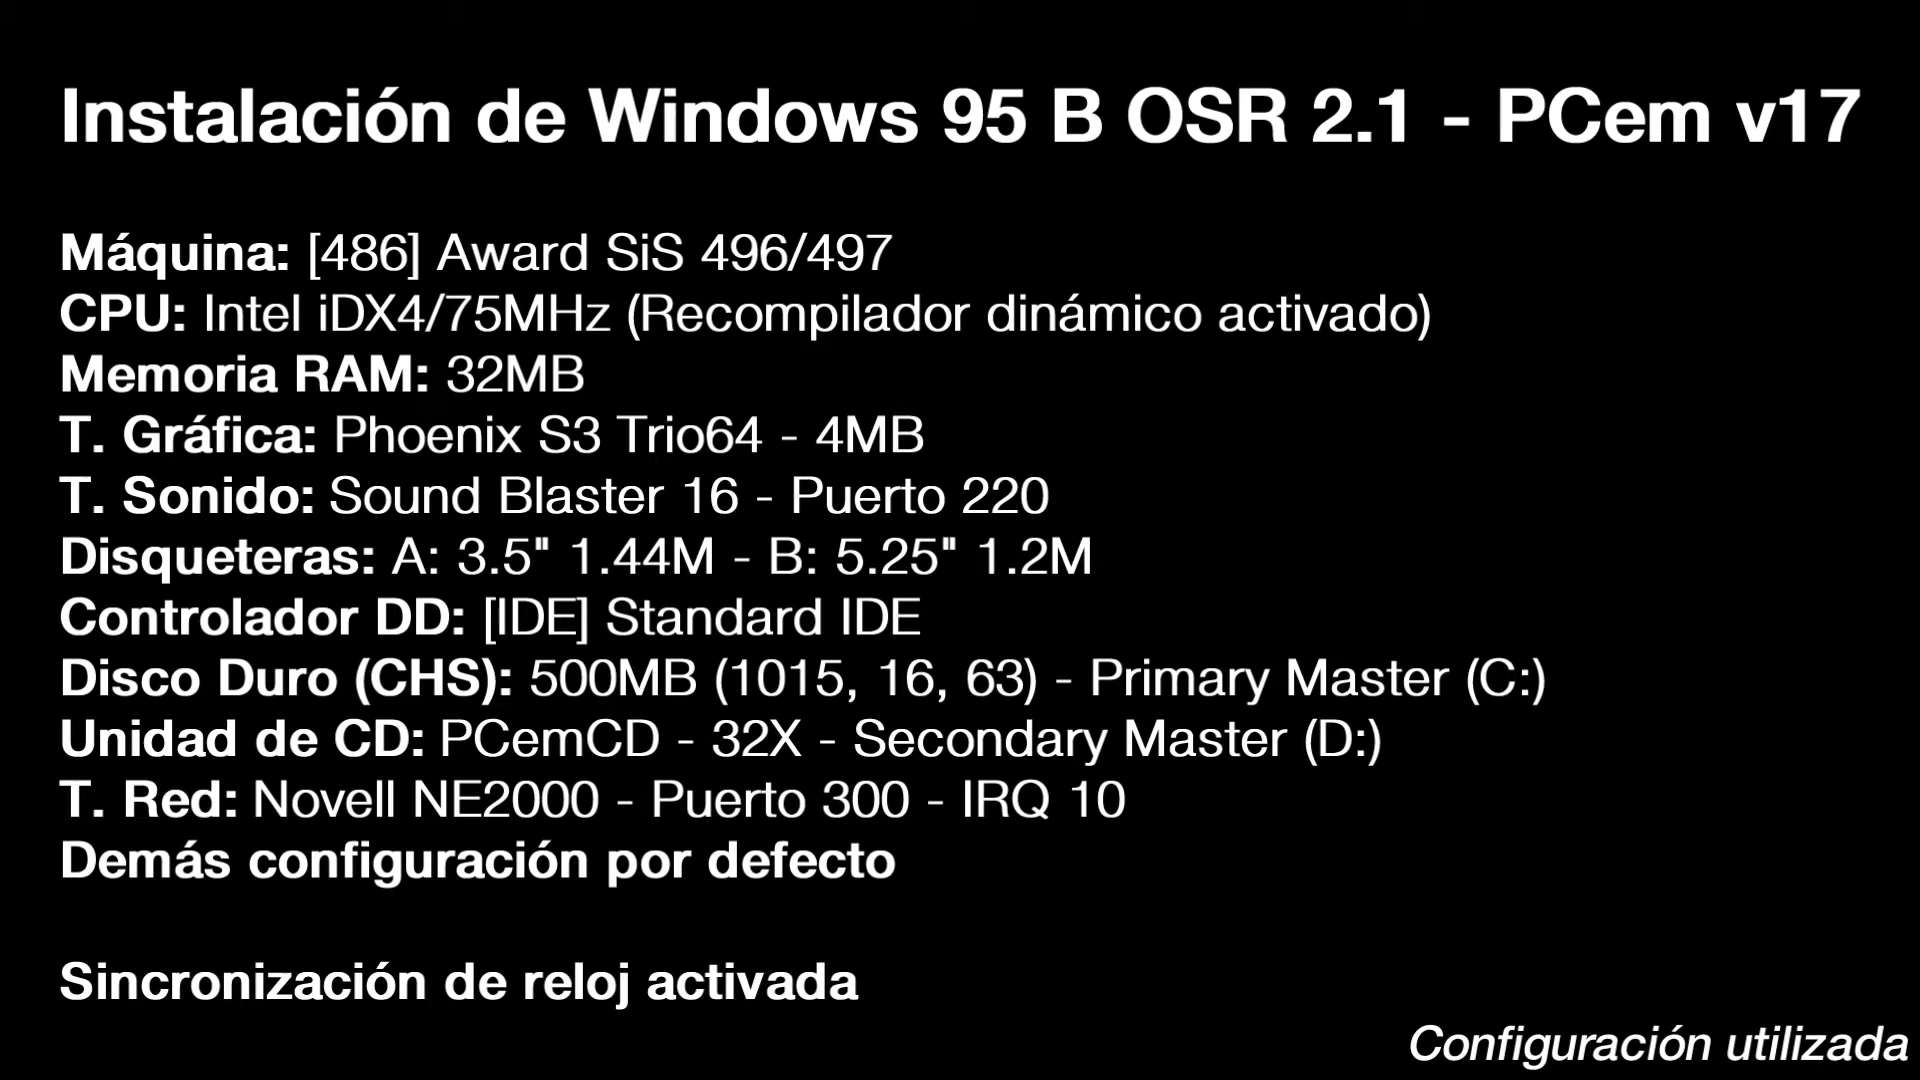 Instalación de Windows 95 B OSR 2.1 - PCem v17
Máquina: [486] Award SiS 496/497
CPU: Intel iDX4/75MHz (Recompilador dinámico activado)
Memoria RAM: 32MB
T. Gráfica: Phoenix S3 Trio64 - 4MB
T. Sonido: Sound Blaster 16 - Puerto 220
Disqueteras: A: 3.5" 1.44M - B: 5.25" 1.2M
Controlador DD: [IDE] Standard IDE
Disco Duro (CHS): 500MB (1015, 16, 63) - Primary Master (C:)
Unidad de CD: PCemCD - 32X - Secondary Master (D:)
T. Red: Novell NE2000 - Puerto 300 - IRQ 10
Demás configuración por defecto
Sincronización de reloj activada
Configuración utilizada